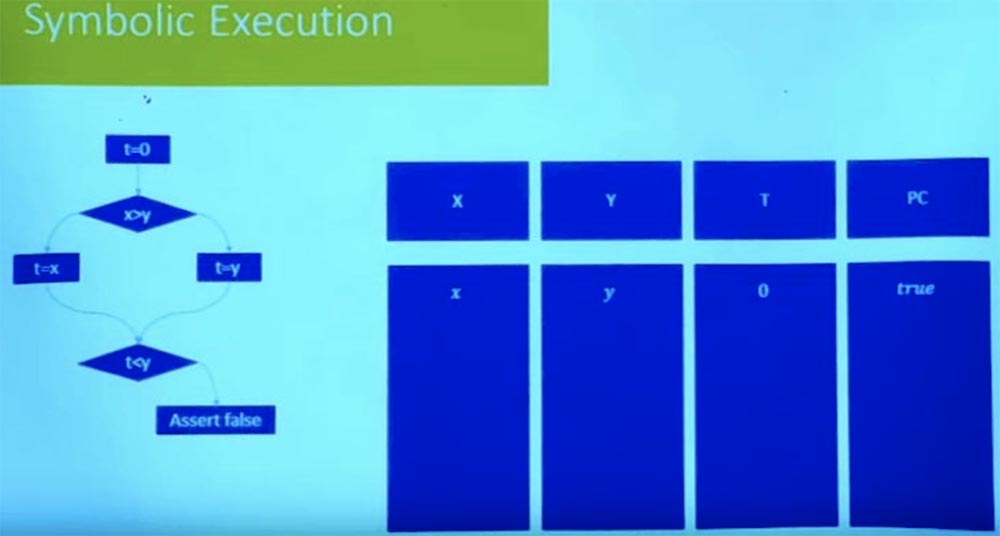 Symbolic Execution
t=0
x>y
t=x
t=y
t<y
Assert false
X
Y
T
PC
x
y
0
true